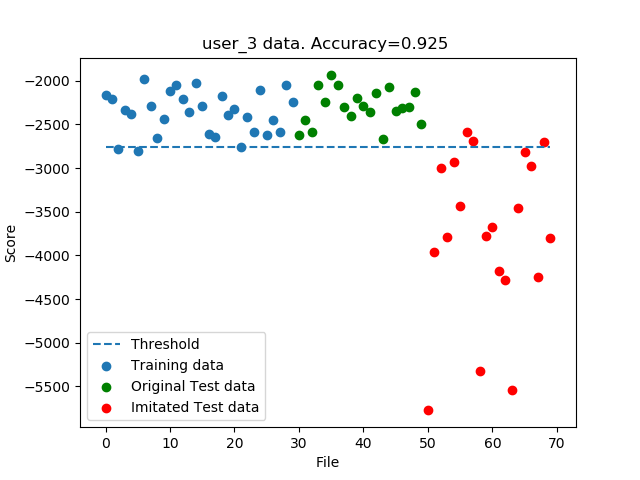 user_3 data. Accuracy=0.925
−2000
−2500
−3000
−3500
−4000
−4500
−5000
−5500
Score
Threshold
Training data
Original Test data
Imitated Test data
0 10 20 30 40 50 60 70
File